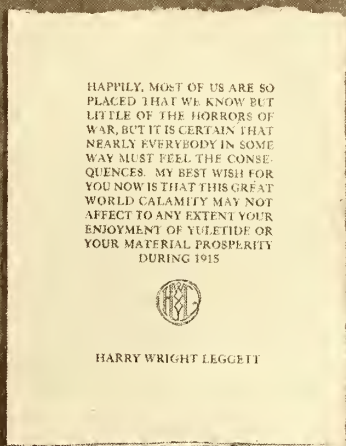 HAPPILY, MOST OF US ARE SO
PLACED THAT WE KNOW BUT
LITTLE OF THE HORRORS OF
WAR, BUT IT IS CERTAIN THAT
NEARLY EVERYBODY IN SOME
WAY MUST FEEL THE CONSE-
QUENCES. MY BEST WISH FOR
YOU NOW IS THAT THIS GREAT
WORLD CALAMITY MAY NOT
AFFECT TO ANY EXTENT YOUR
ENJOYMENT OF YULETIDE OR
YOUR MATERIAL PROSPERITY
DURING 1915
HARRY WRIGHT LEGGETT